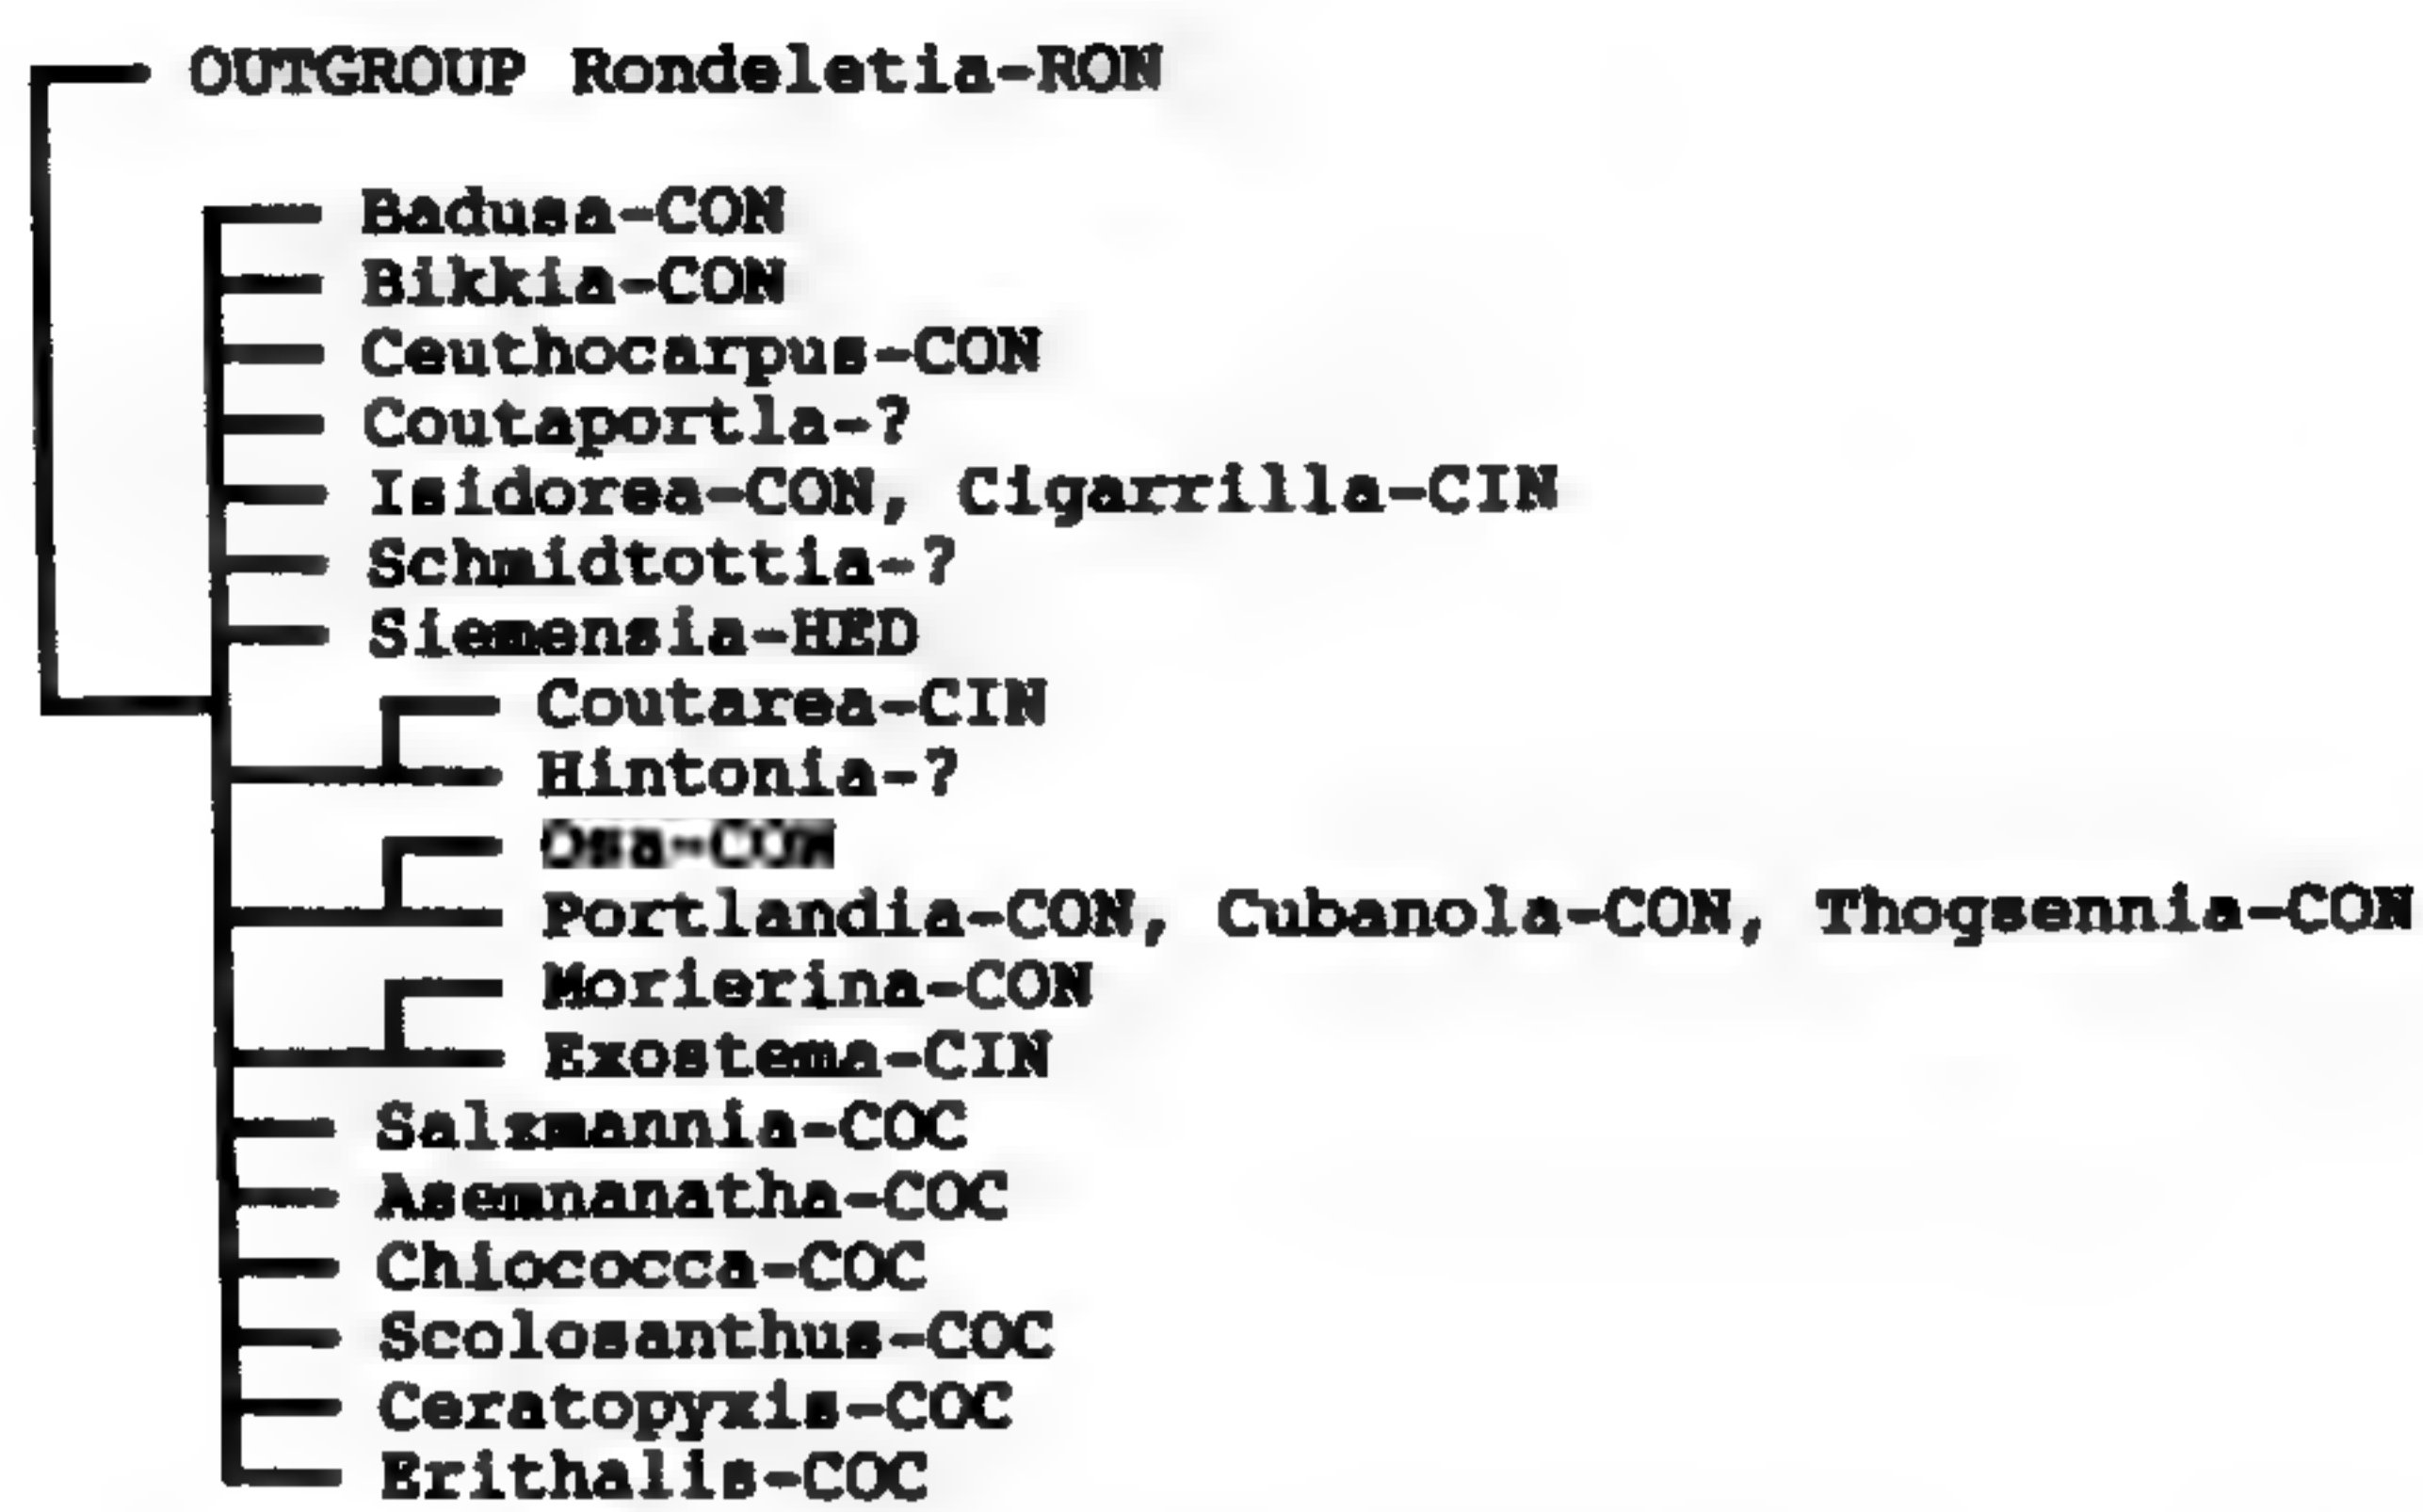 OUTGROUP Rondeletia-RON
Badusa-CON
Bikkia-CON
Ceuthocarpus-CON
Coutaportla-?
Isidorea-CON, Cigarrilla-CIN
Schmidtottia-?
Siemensia-HED
Coutarea-CIN
Hintonia-?
Osa-CON
Portlandia-CON, Cubanola-CON, Thogsennia-CON
Morierina-CON
Exostema-CIN
Salzmannia-COC
Asemnanatha-COC
Chiococca-COC
Scolosanthus-COC
Ceratopyxis-COC
Erithalis-COC